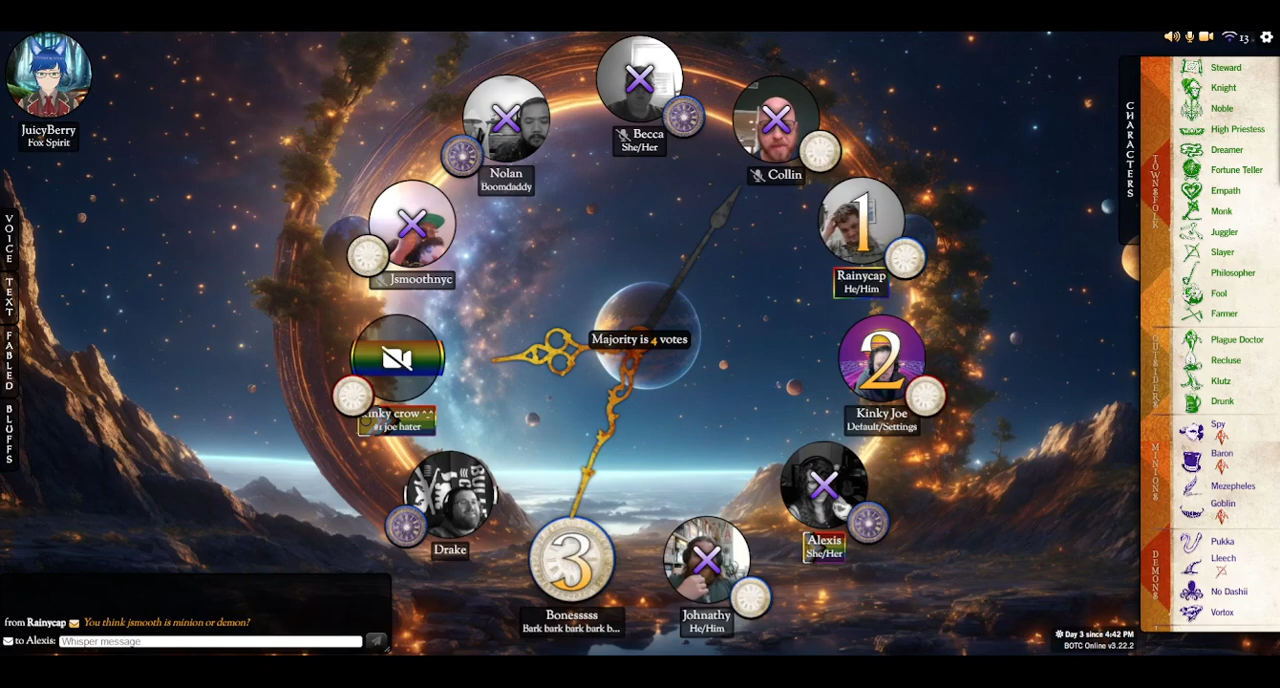 13
JuicyBerry
Fox Spirit
Becca
She/Her
Nolan
Boomdaddy
Collin
Jsmoothnyc
1
Rainycap
He/Him
Majority is 4 votes
2
Kinky Joe
Default/Settings
#1 joe hater
Drake
3
Bonesssss
Bark bark bark bark b...
Johnathy
He/Him
Alexis
She/Her
VOICE
TEXT
FABLED
BLUFFS
from Rainycap You think jsmooth is minion or demon?
to Alexis: Whisper message
CHARACTERS
TOWNSFOLK
Steward
Knight
Noble
High Priestess
Dreamer
Fortune Teller
Empath
Monk
Juggler
Slayer
Philosopher
Fool
Farmer
OUTSIDERS
Plague Doctor
Recluse
Klutz
Drunk
MINIONS
Spy
Baron
Mezepheles
Goblin
DEMONS
Pukka
Lleech
No Dashii
Vortox
Day 3 since 4:42 PM
BOTC Online v3.22.2